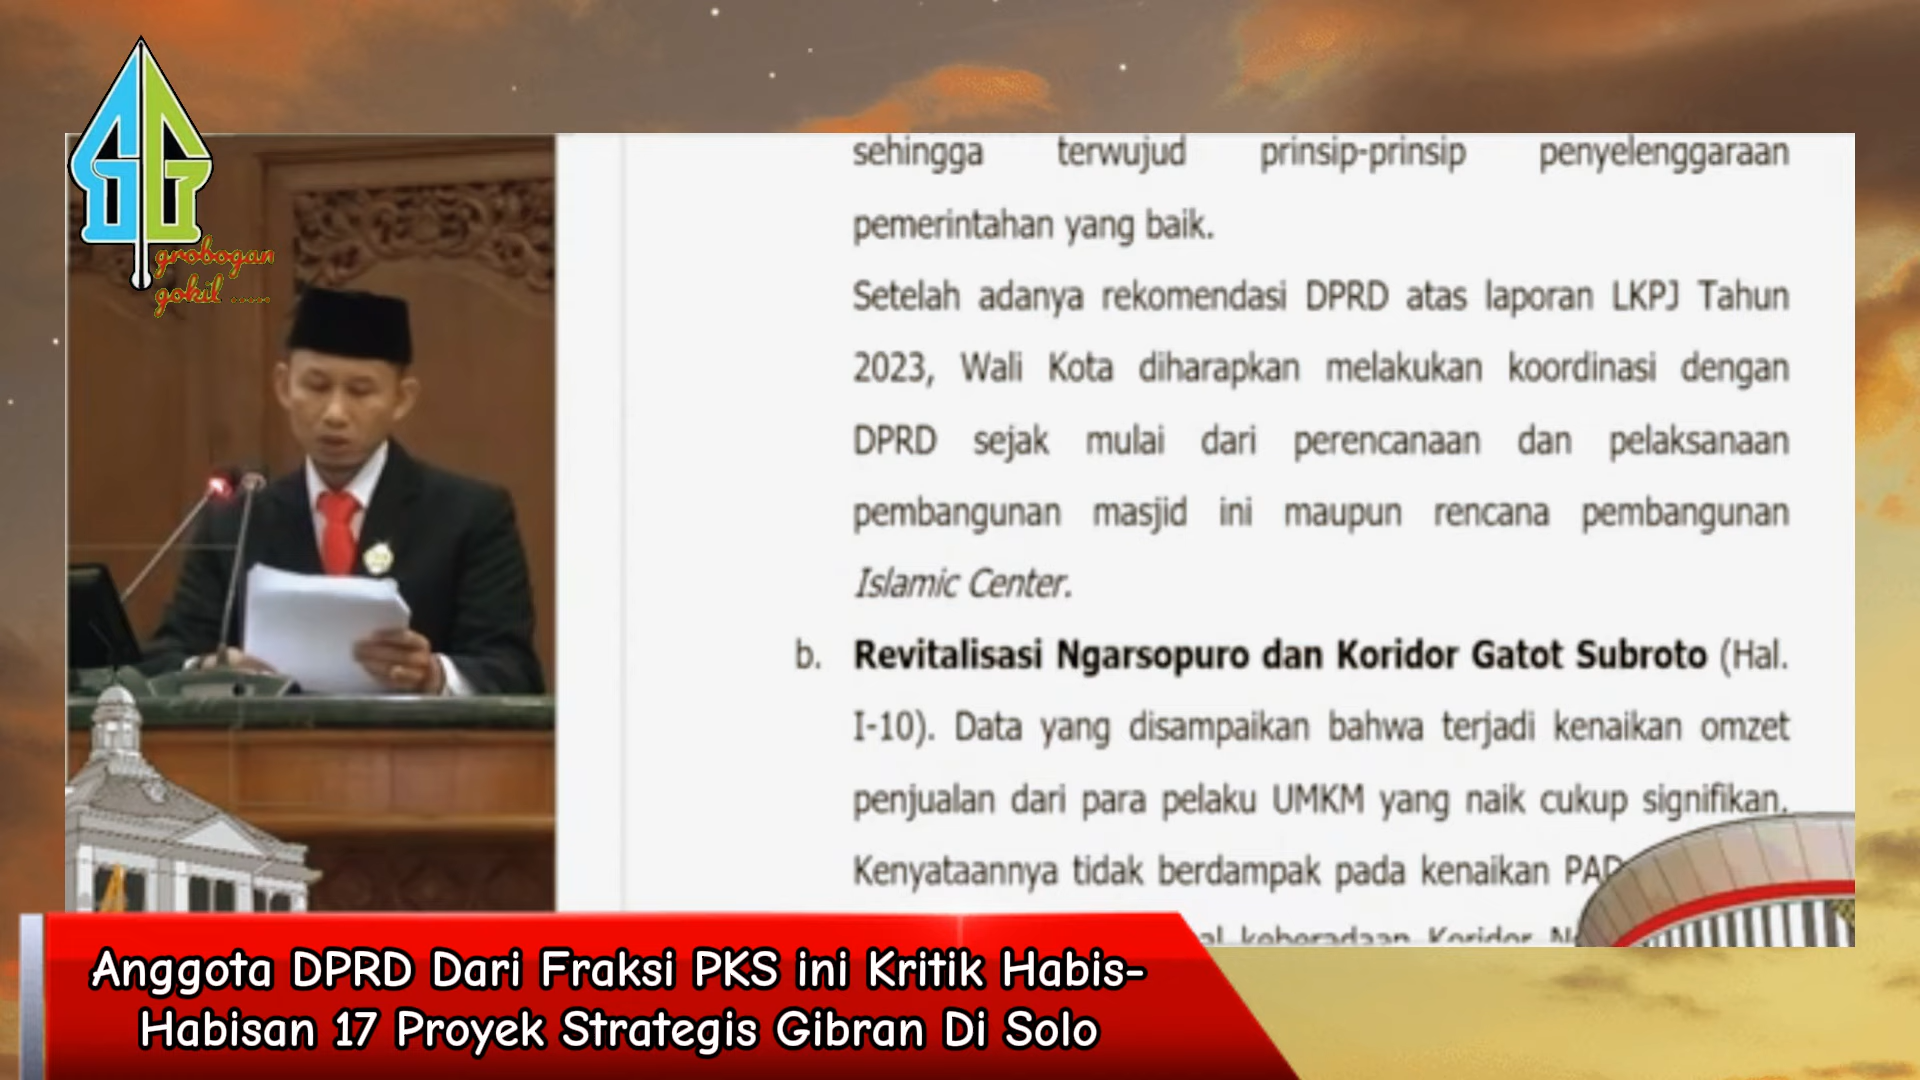 grobogan
gokil .....
sehingga terwujud prinsip-prinsip penyelenggaraan
pemerintahan yang baik.
Setelah adanya rekomendasi DPRD atas laporan LKPJ Tahun
2023, Wali Kota diharapkan melakukan koordinasi dengan
DPRD sejak mulai dari perencanaan dan pelaksanaan
pembangunan masjid ini maupun rencana pembangunan
Islamic Center.
b. Revitalisasi Ngarsopuro dan Koridor Gatot Subroto (Hal.
I-10). Data yang disampaikan bahwa terjadi kenaikan omzet
penjualan dari para pelaku UMKM yang naik cukup signifikan.
Kenyataannya tidak berdampak pada kenaikan PAD
keberadaan Koridor
Anggota DPRD Dari Fraksi PKS ini Kritik Habis-
Habisan 17 Proyek Strategis Gibran Di Solo